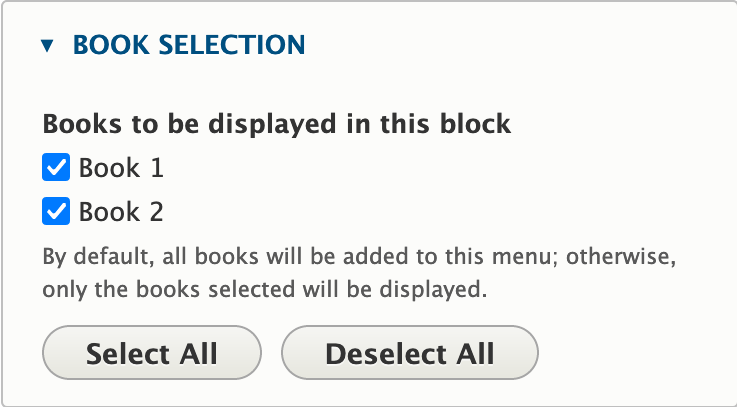 BOOK SELECTION
Books to be displayed in this block
Book 1
Book 2
By default, all books will be added to this menu; otherwise,
only the books selected will be displayed.
Select All Deselect All